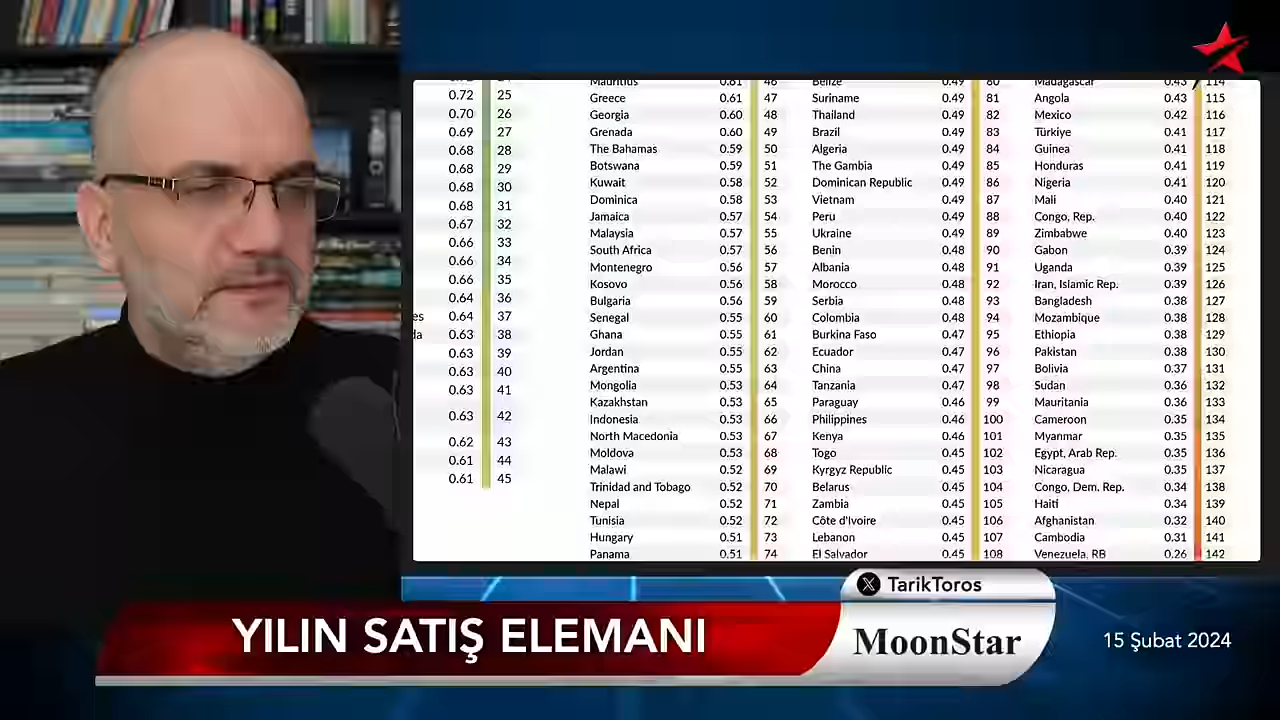 0.72 25
0.70 26
0.69 27
0.68 28
0.68 29
0.68 30
0.68 31
0.67 32
0.66 33
0.66 34
0.66 35
0.64 36
es 0.64 37
da 0.63 38
0.63 39
0.63 40
0.63 41
0.63 42
0.62 43
0.61 44
0.61 45
Mauritius 0.61 46
Greece 0.61 47
Georgia 0.60 48
Grenada 0.60 49
The Bahamas 0.59 50
Botswana 0.59 51
Kuwait 0.58 52
Dominica 0.58 53
Jamaica 0.57 54
Malaysia 0.57 55
South Africa 0.57 56
Montenegro 0.56 57
Kosovo 0.56 58
Bulgaria 0.56 59
Senegal 0.55 60
Ghana 0.55 61
Jordan 0.55 62
Argentina 0.55 63
Mongolia 0.53 64
Kazakhstan 0.53 65
Indonesia 0.53 66
North Macedonia 0.53 67
Moldova 0.53 68
Malawi 0.52 69
Trinidad and Tobago 0.52 70
Nepal 0.52 71
Tunisia 0.52 72
Hungary 0.51 73
Panama 0.51 74
Belize 0.49 80
Suriname 0.49 81
Thailand 0.49 82
Brazil 0.49 83
Algeria 0.49 84
The Gambia 0.49 85
Dominican Republic 0.49 86
Vietnam 0.49 87
Peru 0.49 88
Ukraine 0.49 89
Benin 0.48 90
Albania 0.48 91
Morocco 0.48 92
Serbia 0.48 93
Colombia 0.48 94
Burkina Faso 0.47 95
Ecuador 0.47 96
China 0.47 97
Tanzania 0.47 98
Paraguay 0.46 99
Philippines 0.46 100
Kenya 0.46 101
Togo 0.45 102
Kyrgyz Republic 0.45 103
Belarus 0.45 104
Zambia 0.45 105
Côte d'Ivoire 0.45 106
Lebanon 0.45 107
El Salvador 0.45 108
Madagascar 0.43 114
Angola 0.43 115
Mexico 0.42 116
Türkiye 0.41 117
Guinea 0.41 118
Honduras 0.41 119
Nigeria 0.41 120
Mali 0.40 121
Congo, Rep. 0.40 122
Zimbabwe 0.40 123
Gabon 0.39 124
Uganda 0.39 125
Iran, Islamic Rep. 0.39 126
Bangladesh 0.38 127
Mozambique 0.38 128
Ethiopia 0.38 129
Pakistan 0.38 130
Bolivia 0.37 131
Sudan 0.36 132
Mauritania 0.36 133
Cameroon 0.35 134
Myanmar 0.35 135
Egypt, Arab Rep. 0.35 136
Nicaragua 0.35 137
Congo, Dem. Rep. 0.34 138
Haiti 0.34 139
Afghanistan 0.32 140
Cambodia 0.31 141
Venezuela, RB 0.26 142
TarikToros
YILIN SATIŞ ELEMANI
MoonStar
15 Şubat 2024